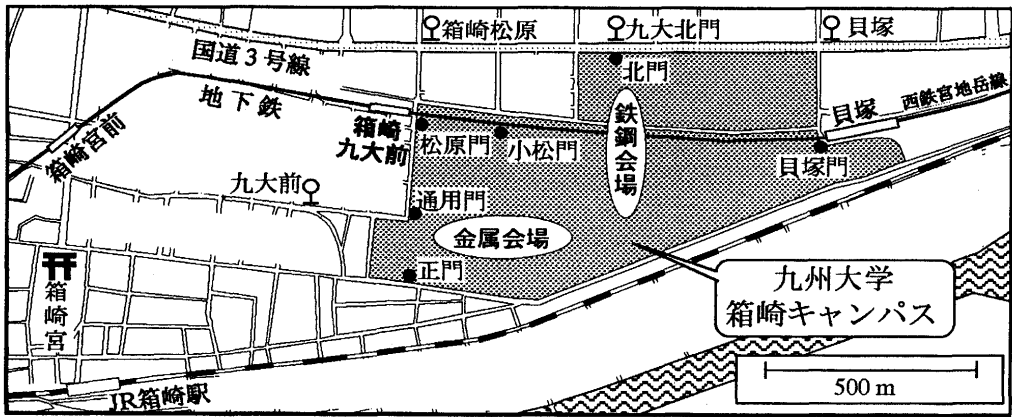 箱崎松原
九大北門
貝塚
国道3号線
北門
地下鉄
西鉄宮地岳線
貝塚
箱崎
九大前
鉄鋼会場
箱崎宮前
松原門
小松門
貝塚門
九大前
通用門
金属会場
正門
九州大学
箱崎キャンパス
箱崎宮
JR箱崎駅
500 m